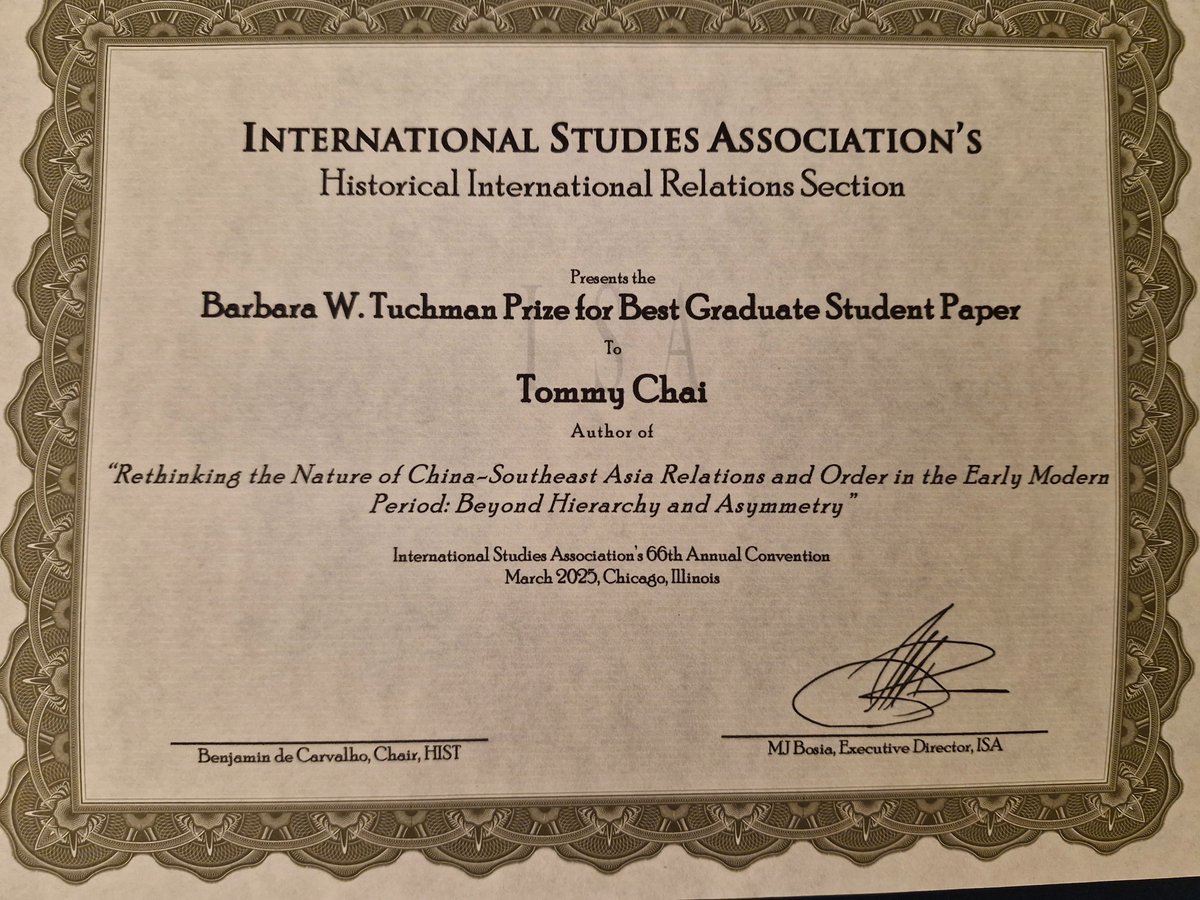 INTERNATIONAL STUDIES ASSOCIATION'S
Historical International Relations Section
Presents the
Barbara W. Tuchman Prize for Best Graduate Student Paper
To
ISA
Tommy Chai
Author of
"Rethinking the Nature of China-Southeast Asia Relations and Order in the Early Modern
Period: Beyond Hierarchy and Asymmetry"
International Studies Association's 66th Annual Convention
March 2025, Chicago, Illinois
Benjamin de Carvalho, Chair, HIST
MJ Bosia, Executive Director, ISA